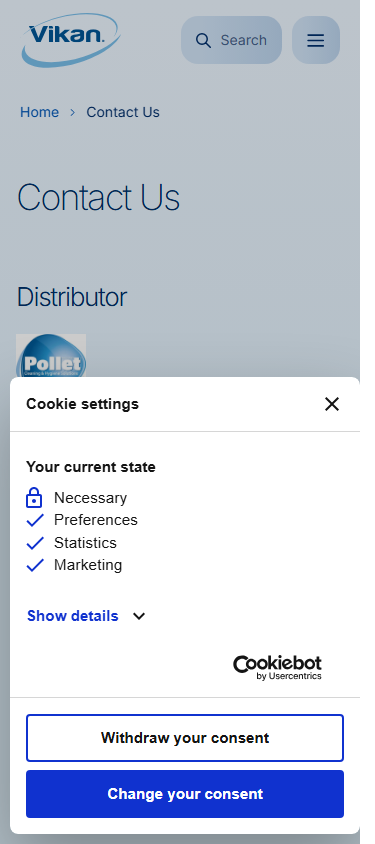 Vikan.
Search
Home > Contact Us
Contact Us
Distributor
Pollet
Cookie settings
Your current state
Necessary
Preferences
Statistics
Marketing
Show details
Cookiebot
by Usercentrics
Withdraw your consent
Change your consent